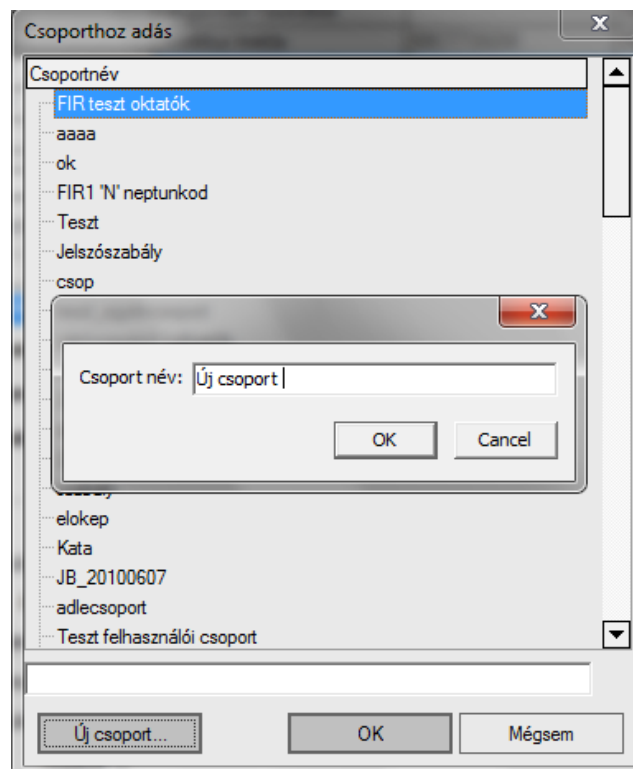 Csoporthoz adás
Csoportnév
FIR teszt oktatók
aaaa
ok
FIR1 'N' neptunkod
Teszt
Jelszószabály
csop
Csoport név: Új csoport
OK Cancel
elokep
Kata
JB_20100607
adlecsoport
Teszt felhasználói csoport
Új csoport... OK Mégsem